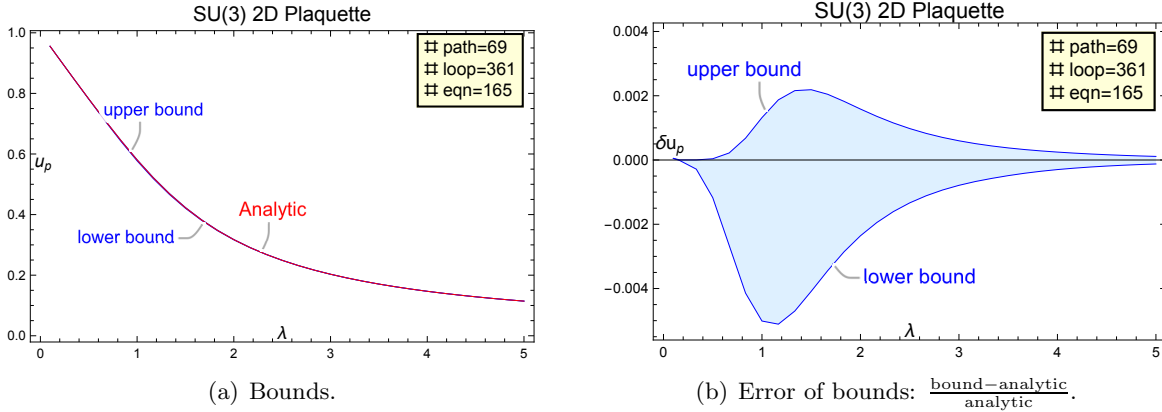 SU(3) 2D Plaquette
1.0
0.8
0.6
0.4
0.2
0.0
u_p
# path=69
# loop=361
# eqn=165
upper bound
lower bound
Analytic
0 1 2 3 4 5
λ
(a) Bounds.
SU(3) 2D Plaquette
0.004
0.002
0.000
−0.002
−0.004
δu_p
# path=69
# loop=361
# eqn=165
upper bound
lower bound
λ
0 1 2 3 4 5
(b) Error of bounds: bound−analytic / analytic.